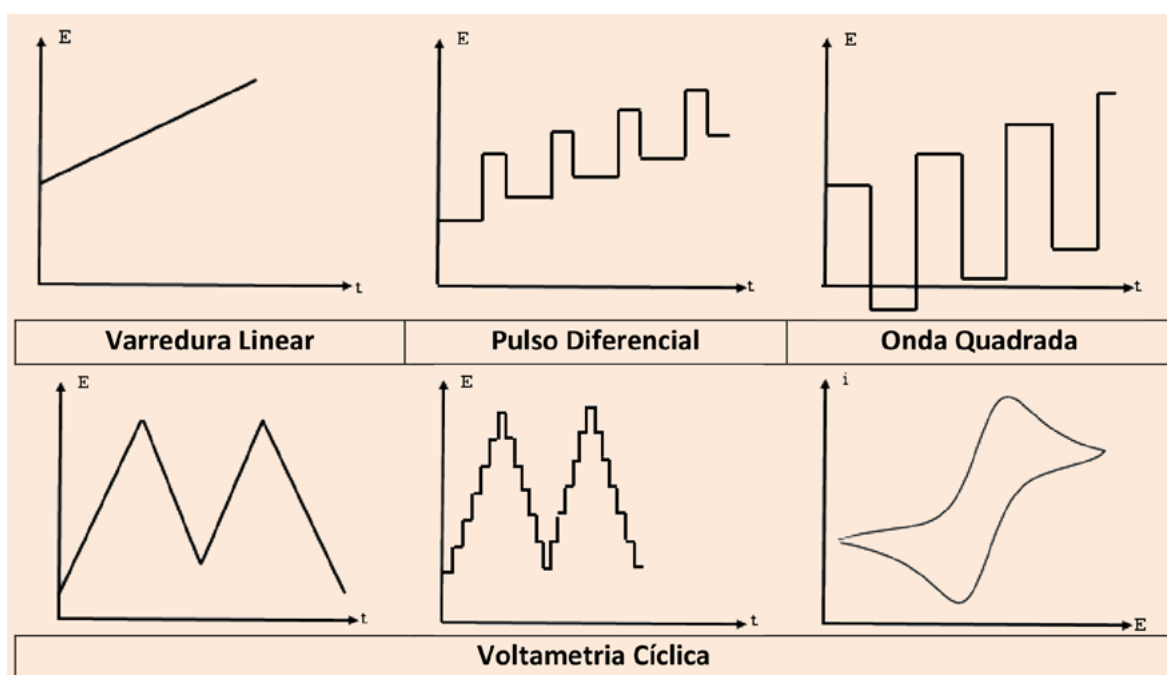 E
t
E
t
E
t
Varredura Linear
Pulso Diferencial
Onda Quadrada
E
t
E
t
i
E
Voltametria Cíclica